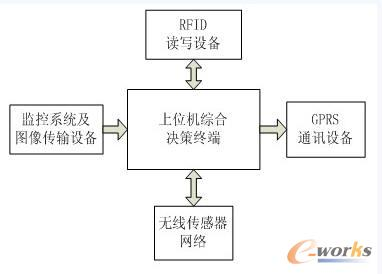 RFID
读写设备
监控系统及
图像传输设备
上位机综合
决策终端
GPRS
通讯设备
无线传感器
网络
e-works